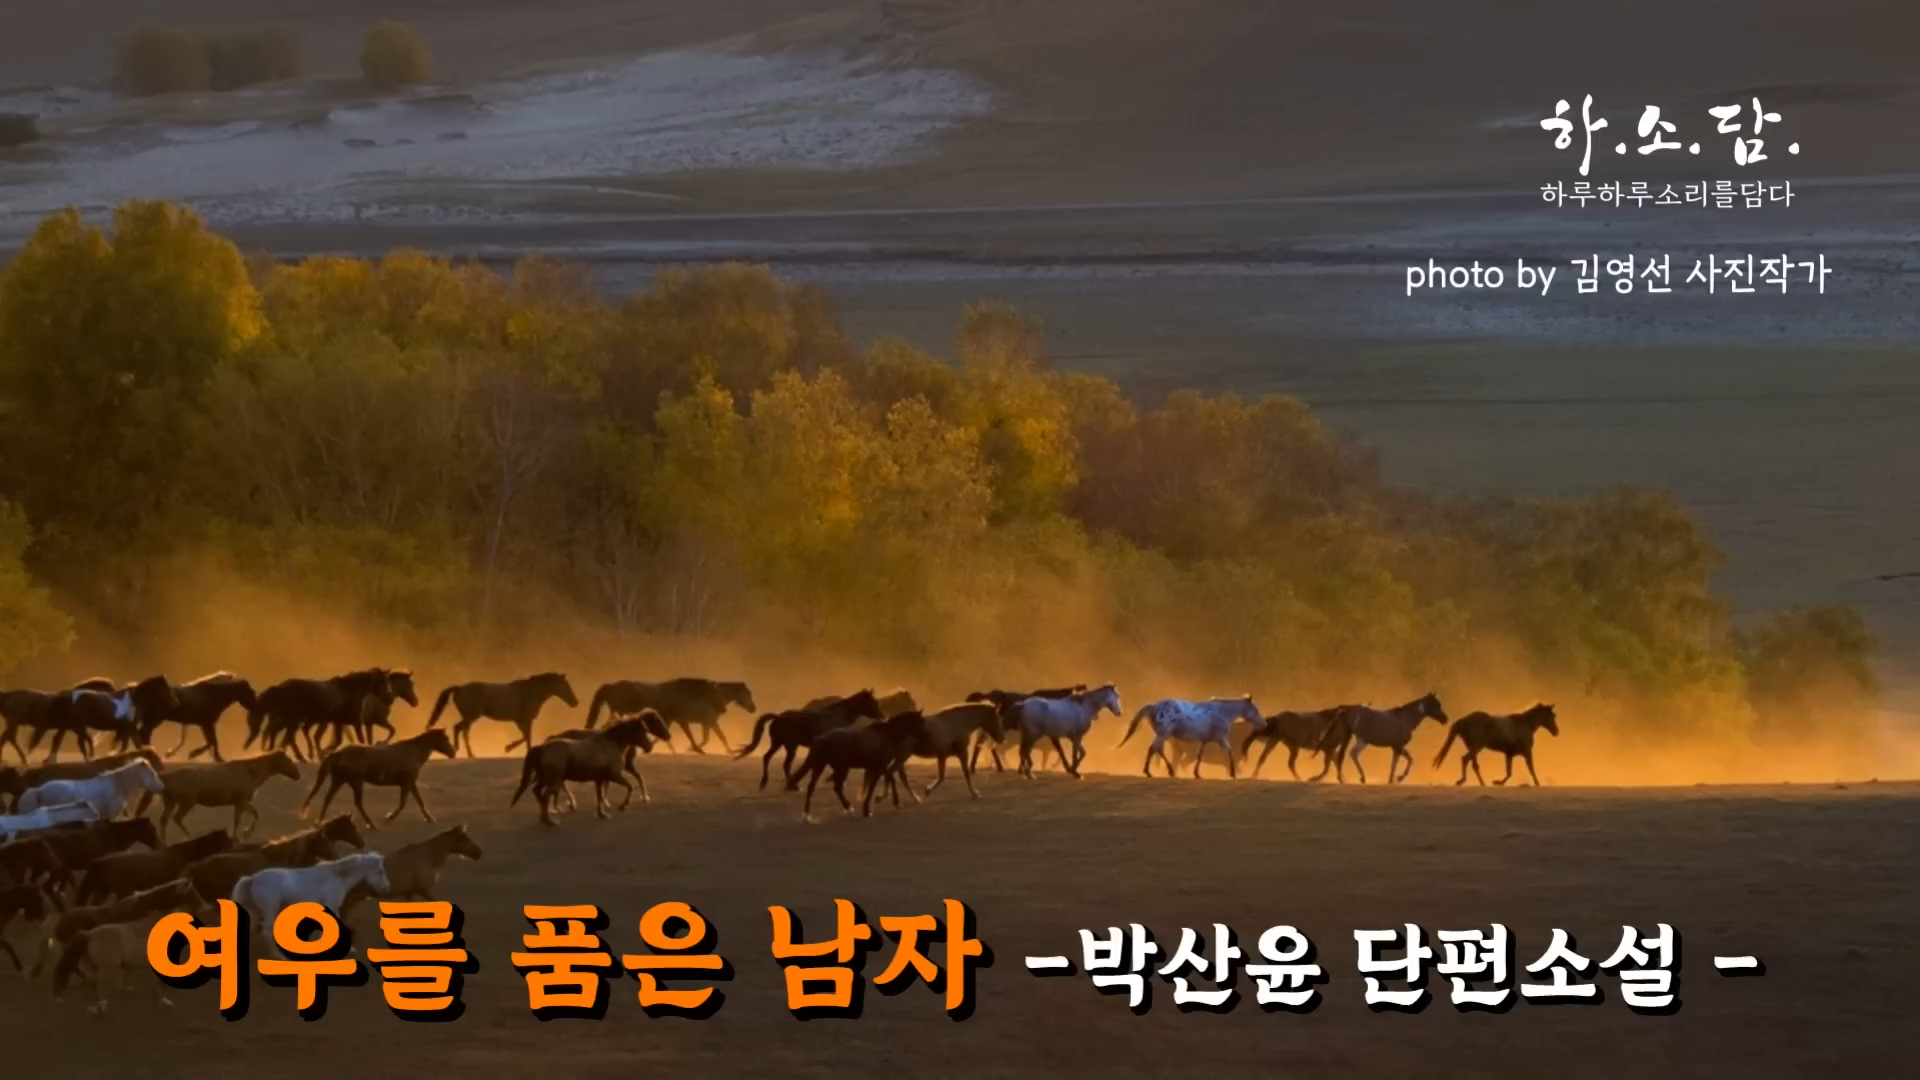 하.소.담.
하루하루소리를담다
photo by 김영선 사진작가
여우를 품은 남자 -박산윤 단편소설 -